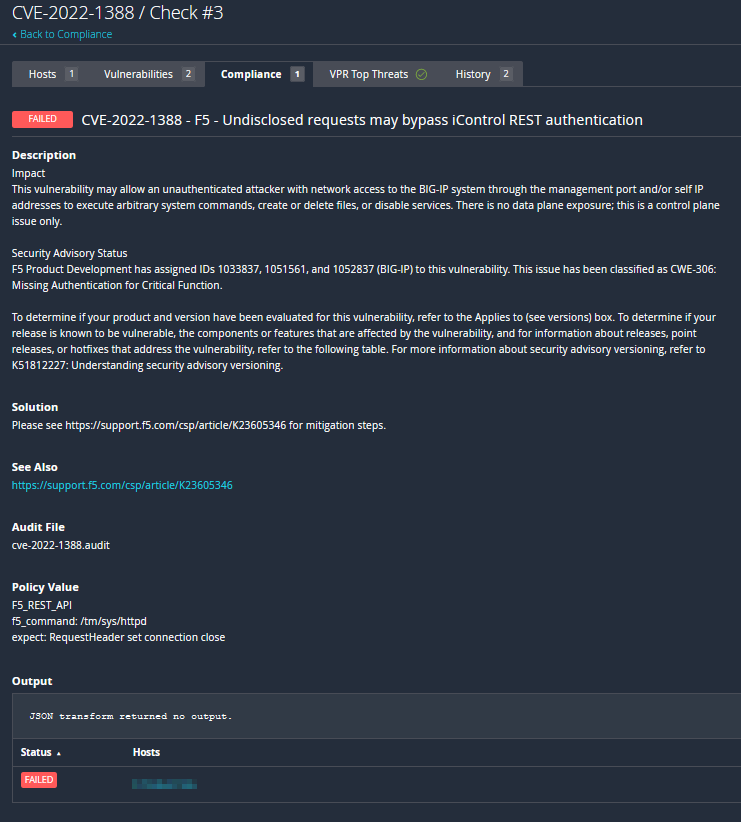 CVE-2022-1388 / Check #3
‹ Back to Compliance
Hosts 1 Vulnerabilities 2 Compliance 1 VPR Top Threats History 2
FAILED CVE-2022-1388 - F5 - Undisclosed requests may bypass iControl REST authentication
Description
Impact
This vulnerability may allow an unauthenticated attacker with network access to the BIG-IP system through the management port and/or self IP
addresses to execute arbitrary system commands, create or delete files, or disable services. There is no data plane exposure; this is a control plane
issue only.
Security Advisory Status
F5 Product Development has assigned IDs 1033837, 1051561, and 1052837 (BIG-IP) to this vulnerability. This issue has been classified as CWE-306:
Missing Authentication for Critical Function.
To determine if your product and version have been evaluated for this vulnerability, refer to the Applies to (see versions) box. To determine if your
release is known to be vulnerable, the components or features that are affected by the vulnerability, and for information about releases, point
releases, or hotfixes that address the vulnerability, refer to the following table. For more information about security advisory versioning, refer to
K51812227: Understanding security advisory versioning.
Solution
Please see https://support.f5.com/csp/article/K23605346 for mitigation steps.
See Also
https://support.f5.com/csp/article/K23605346
Audit File
cve-2022-1388.audit
Policy Value
F5_REST_API
f5_command: /tm/sys/httpd
expect: RequestHeader set connection close
Output
JSON transform returned no output.
Status ▴ Hosts
FAILED